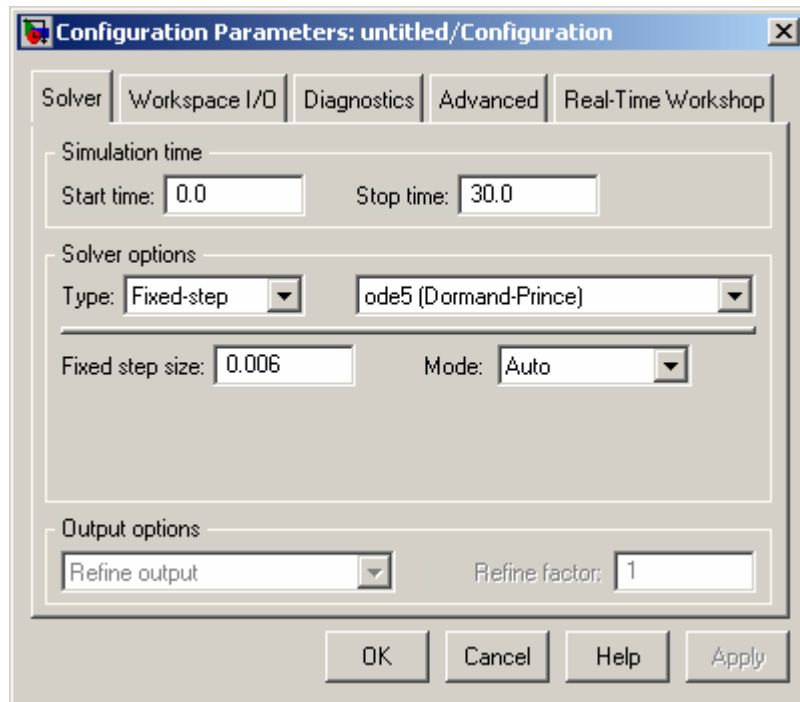 Configuration Parameters: untitled/Configuration
Solver Workspace I/O Diagnostics Advanced Real-Time Workshop
Simulation time
Start time: 0.0 Stop time: 30.0
Solver options
Type: Fixed-step ode5 (Dormand-Prince)
Fixed step size: 0.006 Mode: Auto
Output options
Refine output Refine factor: 1
OK Cancel Help Apply